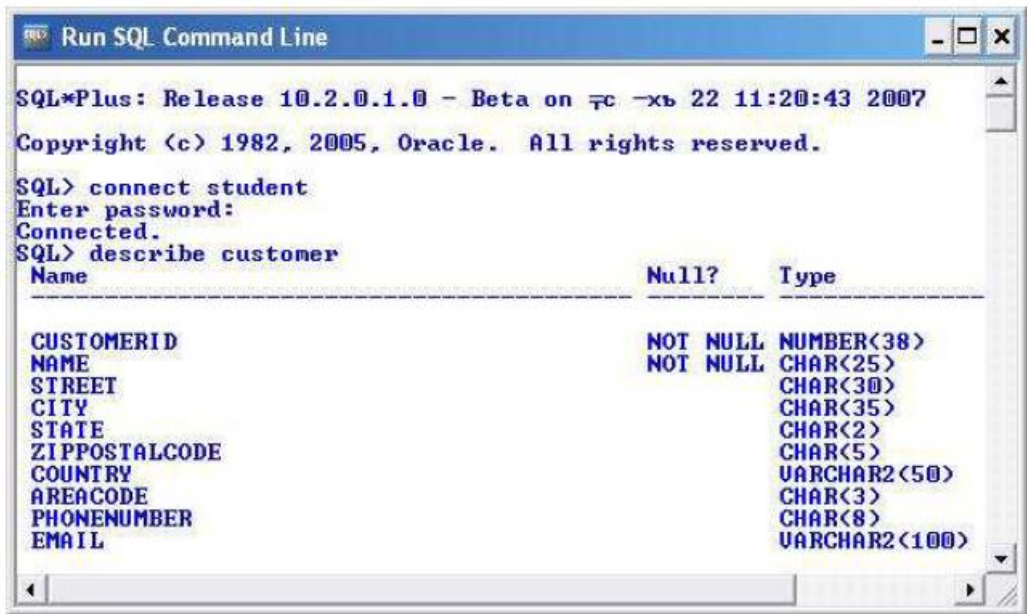 Run SQL Command Line
SQL*Plus: Release 10.2.0.1.0 - Beta on ╤с -хъ 22 11:20:43 2007
Copyright (c) 1982, 2005, Oracle. All rights reserved.
SQL> connect student
Enter password:
Connected.
SQL> describe customer
Name Null? Type
CUSTOMERID NOT NULL NUMBER(38)
NAME NOT NULL CHAR(25)
STREET CHAR(30)
CITY CHAR(35)
STATE CHAR(2)
ZIPPOSTALCODE CHAR(5)
COUNTRY VARCHAR2(50)
AREACODE CHAR(3)
PHONENUMBER CHAR(8)
EMAIL VARCHAR2(100)